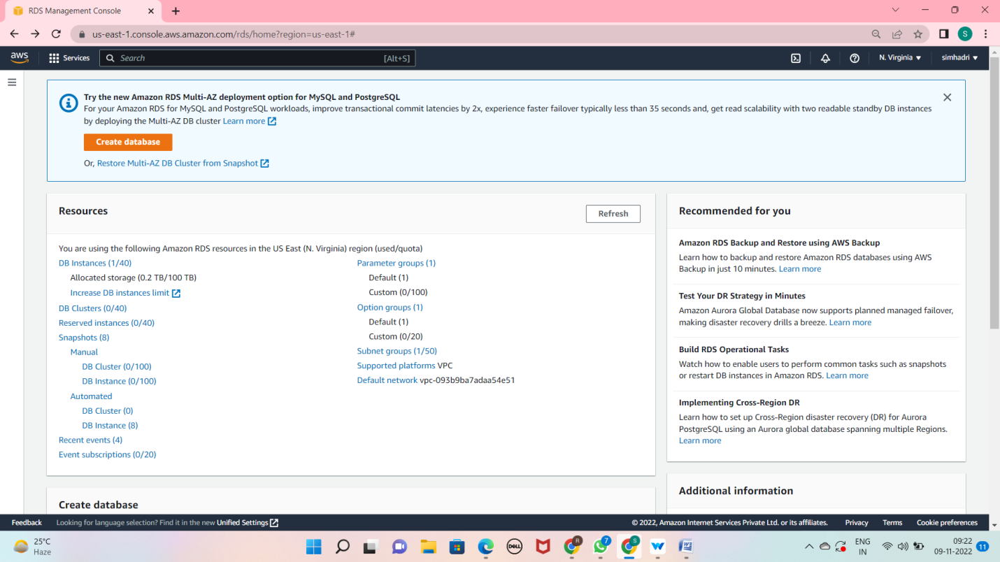 RDS Management Console
us-east-1.console.aws.amazon.com/rds/home?region=us-east-1#
S
aws
Services
Search
[Alt+S]
N. Virginia
simhadri
Try the new Amazon RDS Multi-AZ deployment option for MySQL and PostgreSQL
For your Amazon RDS for MySQL and PostgreSQL workloads, improve transactional commit latencies by 2x, experience faster failover typically less than 35 seconds and, get read scalability with two readable standby DB instances
by deploying the Multi-AZ DB cluster Learn more
Create database
Or, Restore Multi-AZ DB Cluster from Snapshot
Resources
Refresh
You are using the following Amazon RDS resources in the US East (N. Virginia) region (used/quota)
DB Instances (1/40)
Allocated storage (0.2 TB/100 TB)
Increase DB instances limit
DB Clusters (0/40)
Reserved instances (0/40)
Snapshots (8)
Manual
DB Cluster (0/100)
DB Instance (0/100)
Automated
DB Cluster (0)
DB Instance (8)
Recent events (4)
Event subscriptions (0/20)
Parameter groups (1)
Default (1)
Custom (0/100)
Option groups (1)
Default (1)
Custom (0/20)
Subnet groups (1/50)
Supported platforms VPC
Default network vpc-093b9ba7adaa54e51
Recommended for you
Amazon RDS Backup and Restore using AWS Backup
Learn how to backup and restore Amazon RDS databases using AWS
Backup in just 10 minutes. Learn more
Test Your DR Strategy in Minutes
Amazon Aurora Global Database now supports planned managed failover,
making disaster recovery drills a breeze. Learn more
Build RDS Operational Tasks
Watch how to enable users to perform common tasks such as snapshots
or restart DB instances in Amazon RDS. Learn more
Implementing Cross-Region DR
Learn how to set up Cross-Region disaster recovery (DR) for Aurora
PostgreSQL using an Aurora global database spanning multiple Regions.
Learn more
Create database
Additional information
Feedback
Looking for language selection? Find it in the new Unified Settings
© 2022, Amazon Internet Services Private Ltd. or its affiliates.
Privacy
Terms
Cookie preferences
25°C
Haze
DELL
R
7
S
W
ENG
IN
09:22
09-11-2022
11